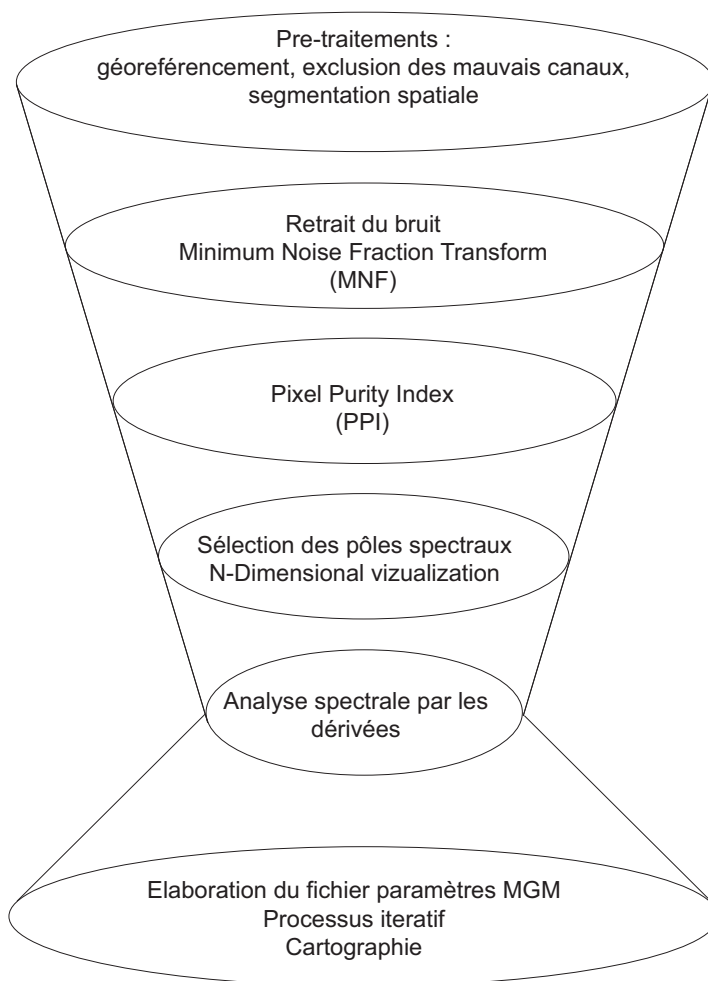 Pre-traitements :
géoreférencement, exclusion des mauvais canaux,
segmentation spatiale
Retrait du bruit
Minimum Noise Fraction Transform
(MNF)
Pixel Purity Index
(PPI)
Sélection des pôles spectraux
N-Dimensional vizualization
Analyse spectrale par les
dérivées
Elaboration du fichier paramètres MGM
Processus iteratif
Cartographie